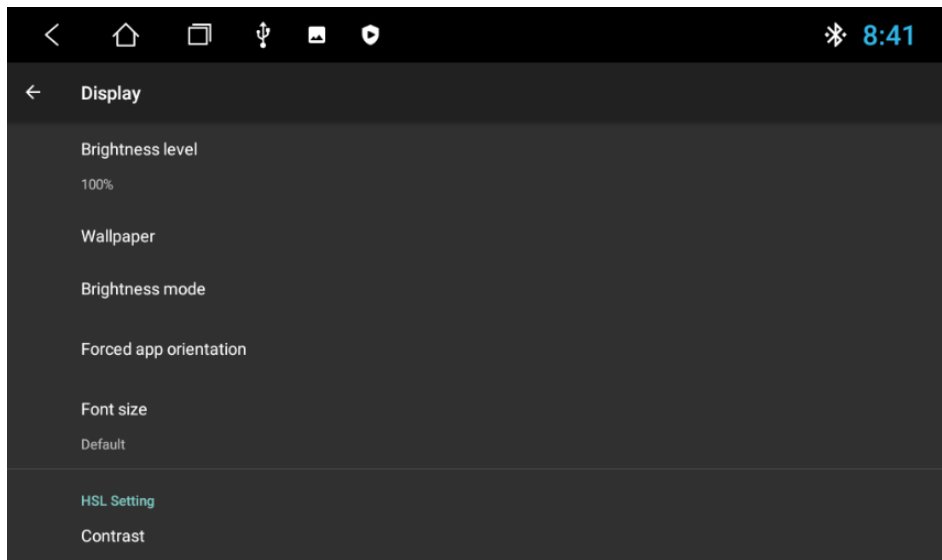 8:41
Display
Brightness level
100%
Wallpaper
Brightness mode
Forced app orientation
Font size
Default
HSL Setting
Contrast